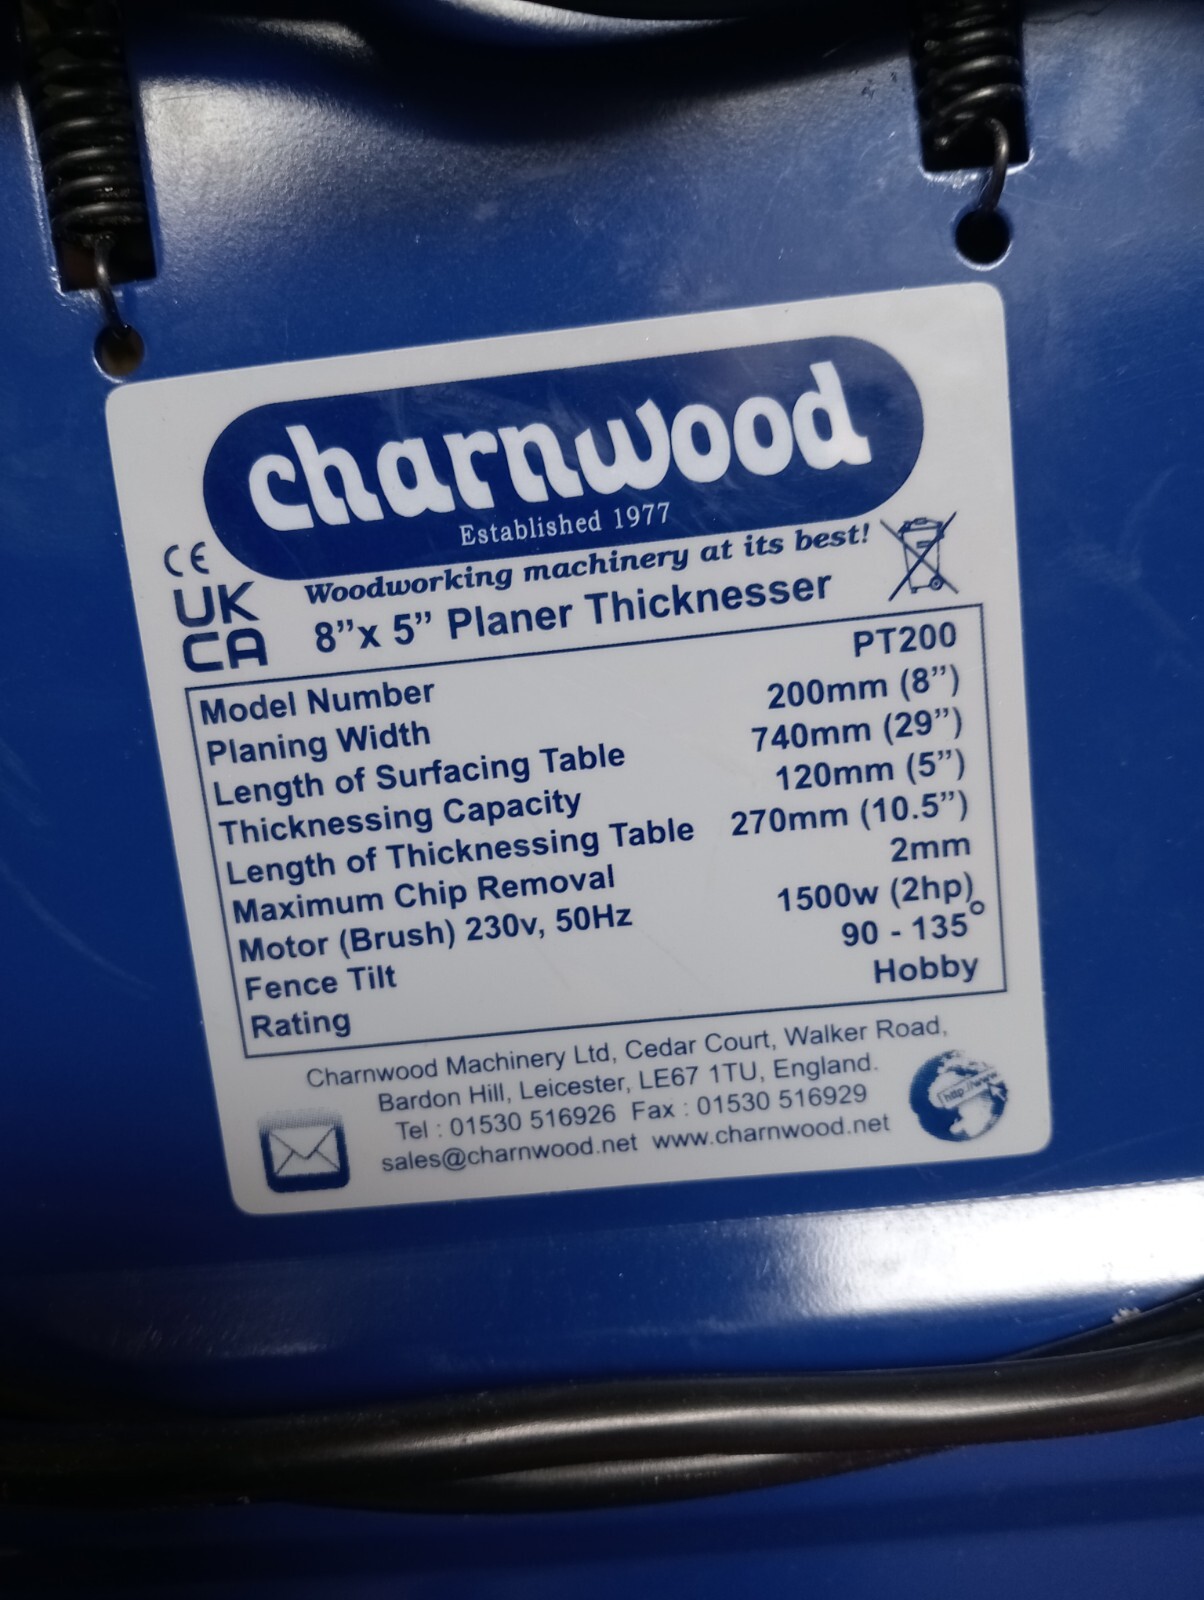 charnwood
Established 1977
Woodworking machinery at its best!
CE
UK
CA
8”x 5” Planer Thicknesser
Model Number PT200
Planing Width 200mm (8”)
Length of Surfacing Table 740mm (29”)
Thicknessing Capacity 120mm (5”)
Length of Thicknessing Table 270mm (10.5”)
Maximum Chip Removal 2mm
Motor (Brush) 230v, 50Hz 1500w (2hp)
Fence Tilt 90 - 135°
Rating Hobby
Charnwood Machinery Ltd, Cedar Court, Walker Road,
Bardon Hill, Leicester, LE67 1TU, England.
Tel : 01530 516926 Fax : 01530 516929
sales@charnwood.net www.charnwood.net
http://www